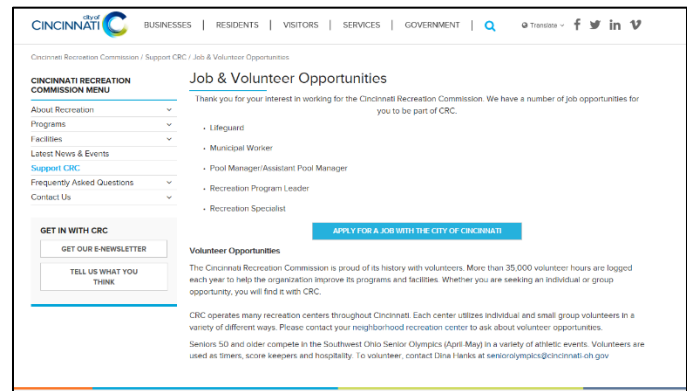 city of
CINCINNATI
BUSINESSES | RESIDENTS | VISITORS | SERVICES | GOVERNMENT |
Translate
Cincinnati Recreation Commission / Support CRC / Job & Volunteer Opportunities
CINCINNATI RECREATION
COMMISSION MENU
About Recreation
Programs
Facilities
Latest News & Events
Support CRC
Frequently Asked Questions
Contact Us
GET IN WITH CRC
GET OUR E-NEWSLETTER
TELL US WHAT YOU
THINK
Job & Volunteer Opportunities
Thank you for your interest in working for the Cincinnati Recreation Commission. We have a number of job opportunities for
you to be part of CRC.
• Lifeguard
• Municipal Worker
• Pool Manager/Assistant Pool Manager
• Recreation Program Leader
• Recreation Specialist
APPLY FOR A JOB WITH THE CITY OF CINCINNATI
Volunteer Opportunities
The Cincinnati Recreation Commission is proud of its history with volunteers. More than 35,000 volunteer hours are logged
each year to help the organization improve its programs and facilities. Whether you are seeking an individual or group
opportunity, you will find it with CRC.
CRC operates many recreation centers throughout Cincinnati. Each center utilizes individual and small group volunteers in a
variety of different ways. Please contact your neighborhood recreation center to ask about volunteer opportunities.
Seniors 50 and older compete in the Southwest Ohio Senior Olympics (April-May) in a variety of athletic events. Volunteers are
used as timers, score keepers and hospitality. To volunteer, contact Dina Hanks at seniorolympics@cincinnati-oh.gov